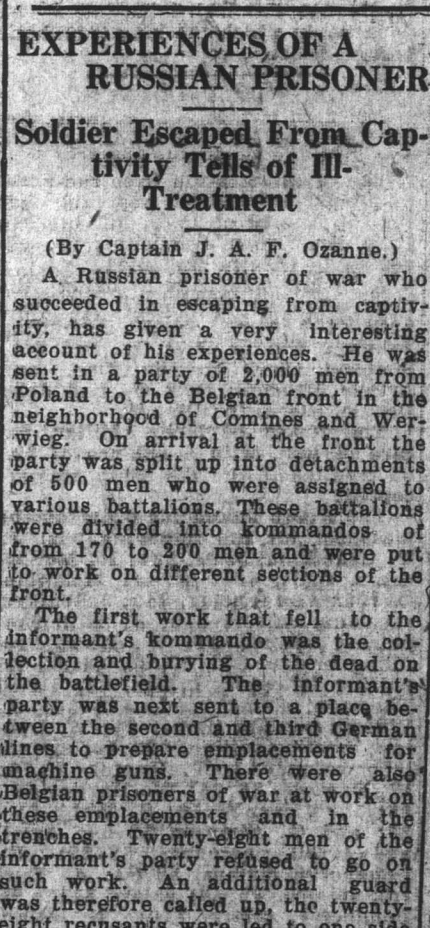 EXPERIENCES OF A
RUSSIAN PRISONER
Soldier Escaped From Cap-
tivity Tells of Ill-
Treatment
(By Captain J. A. F. Ozanne.)
A Russian prisoner of war who
succeeded in escaping from captiv-
ity, has given a very interesting
account of his experiences. He was
sent in a party of 2,000 men from
Poland to the Belgian front in the
neighborhood of Comines and Wer-
wieg. On arrival at the front the
party was split up into detachments
of 500 men who were assigned to
various battalions. These battalions
were divided into kommandos of
from 170 to 200 men and were put
to work on different sections of the
front.
The first work that fell to the
informant's kommando was the col-
lection and burying of the dead on
the battlefield. The informant's
party was next sent to a place be-
tween the second and third German
lines to prepare emplacements for
machine guns. There were also
Belgian prisoners of war at work on
these emplacements and in the
trenches. Twenty-eight men of the
informant's party refused to go on
such work. An additional guard
was therefore called up, the twenty-
eight recusants were led to one side